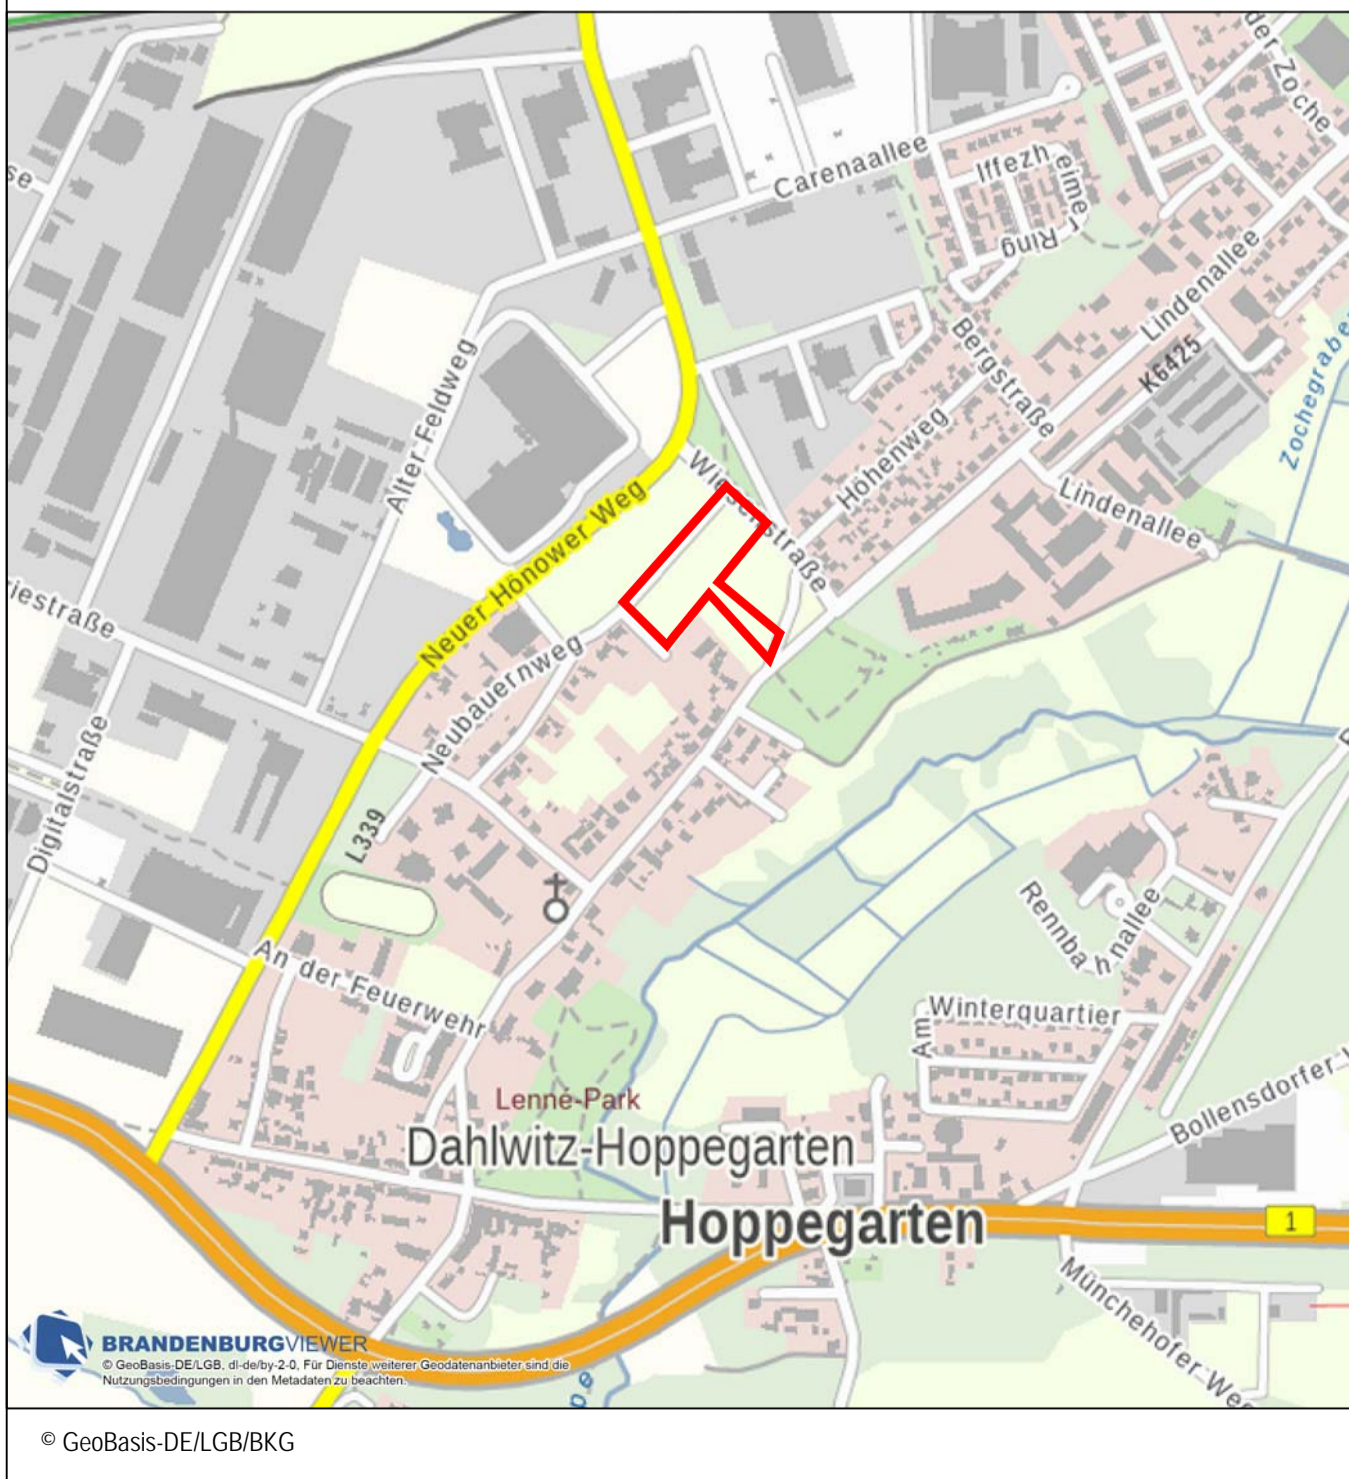 der-Zoche
Carenaallee
Iffezheimer Ring
Lindenallee
K6425
Bergstraße
Zochegraben
Alter-Feldweg
Höhenweg
Wiesenstraße
Lindenallee
Neuer Hönower Weg
Neubauernweg
Digitalstraße
L339
An der Feuerwehr
Rennbahnallee
Am Winterquartier
Lenné-Park
Dahlwitz-Hoppegarten
Hoppegarten
1
Bollensdorfer
Münchehofer Weg
BRANDENBURGVIEWER
© GeoBasis-DE/LGB, dl-de/by-2-0, Für Dienste weiterer Geodatenanbieter sind die
Nutzungsbedingungen in den Metadaten zu beachten.
© GeoBasis-DE/LGB/BKG